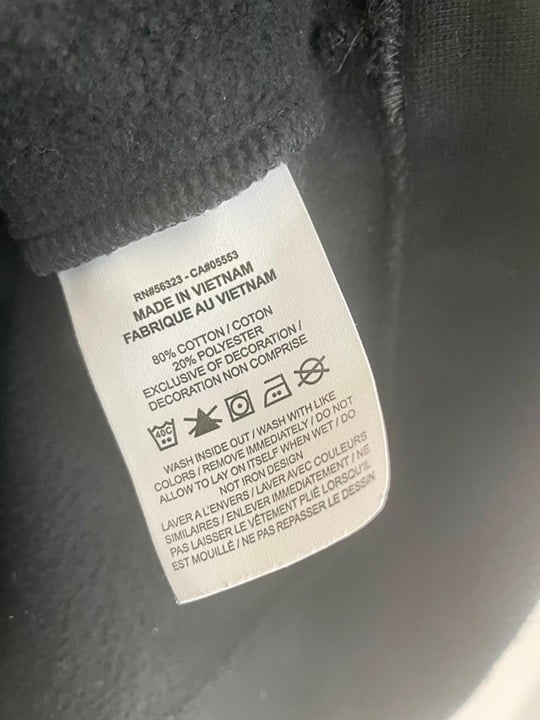 RN#56323 - CA#05553
MADE IN VIETNAM
FABRIQUE AU VIETNAM
80% COTTON / COTON
20% POLYESTER
EXCLUSIVE OF DECORATION /
DECORATION NON COMPRISE
40C
WASH INSIDE OUT / WASH WITH LIKE
COLORS / REMOVE IMMEDIATELY / DO NOT
ALLOW TO LAY ON ITSELF WHEN WET / DO
NOT IRON DESIGN
LAVER A L'ENVERS / LAVER AVEC COULEURS
SIMILAIRES / ENLEVER IMMEDIATEMENT / NE
PAS LAISSER LE VÊTEMENT PLIÉ LORSQU'IL
EST MOUILLÉ / NE PAS REPASSER LE DESSIN